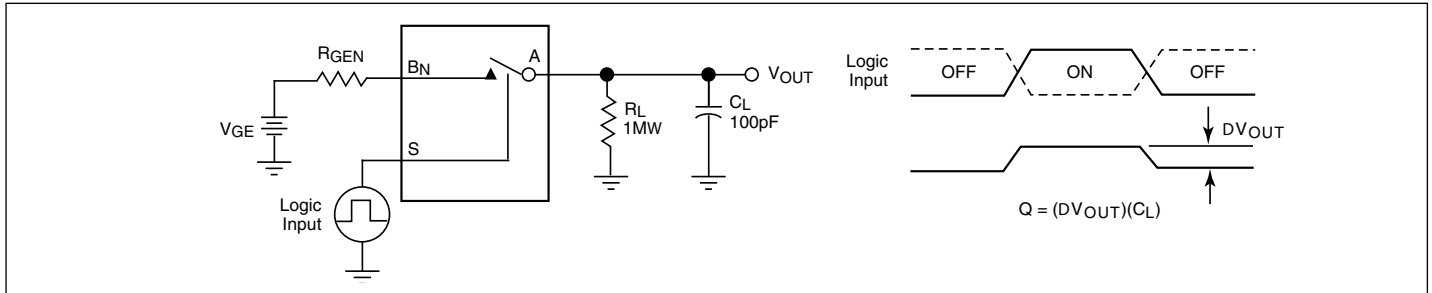 RGEN
BN
A
VOUT
RL
1MW
CL
100pF
VGE
S
Logic
Input
Logic
Input
OFF
ON
OFF
DVOUT
Q = (DVOUT)(CL)